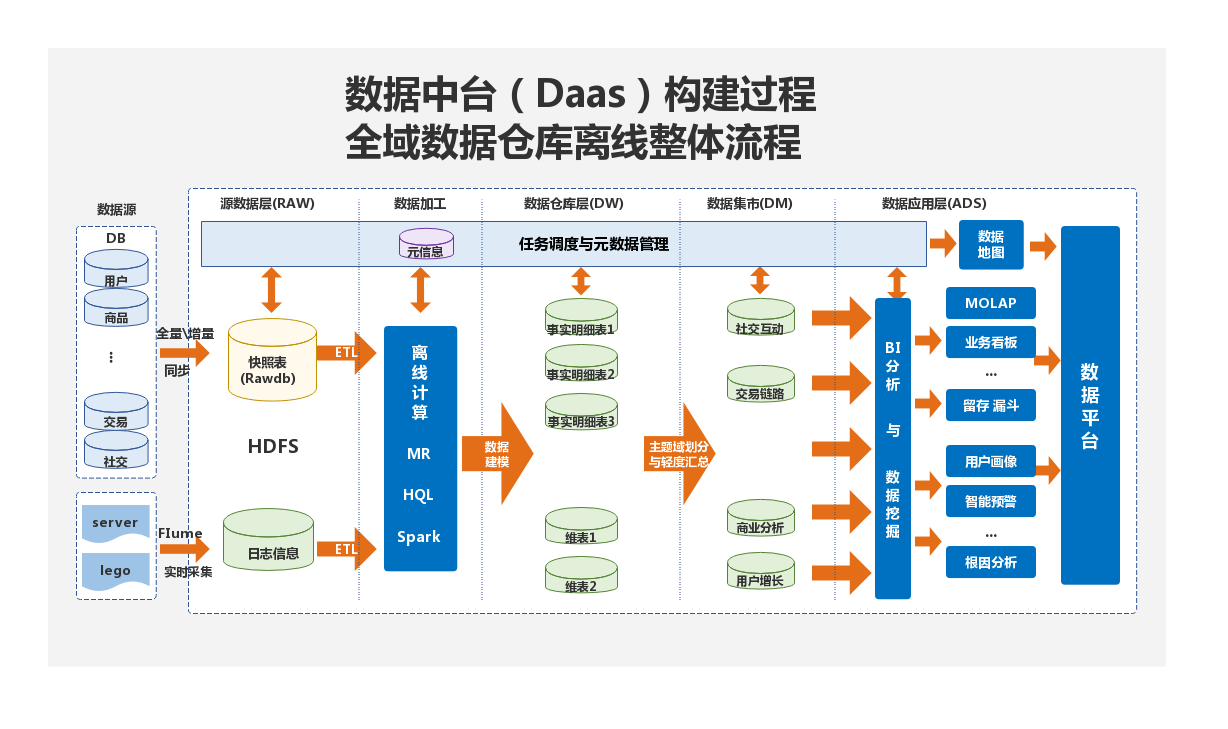 数据中台（Daas）构建过程
全域数据仓库离线整体流程
数据源
源数据层(RAW)
数据加工
数据仓库层(DW)
数据集市(DM)
数据应用层(ADS)
DB
用户
商品
⋮
交易
社交
server
lego
全量\增量
同步
FIume
实时采集
元信息
任务调度与元数据管理
快照表
(Rawdb)
HDFS
日志信息
ETL
ETL
离
线
计
算
MR
HQL
Spark
数据
建模
事实明细表1
事实明细表2
事实明细表3
维表1
维表2
主题域划分
与轻度汇总
社交互动
交易链路
商业分析
用户增长
BI
分
析
与
数
据
挖
掘
数据
地图
MOLAP
业务看板
...
留存 漏斗
用户画像
智能预警
...
根因分析
数
据
平
台